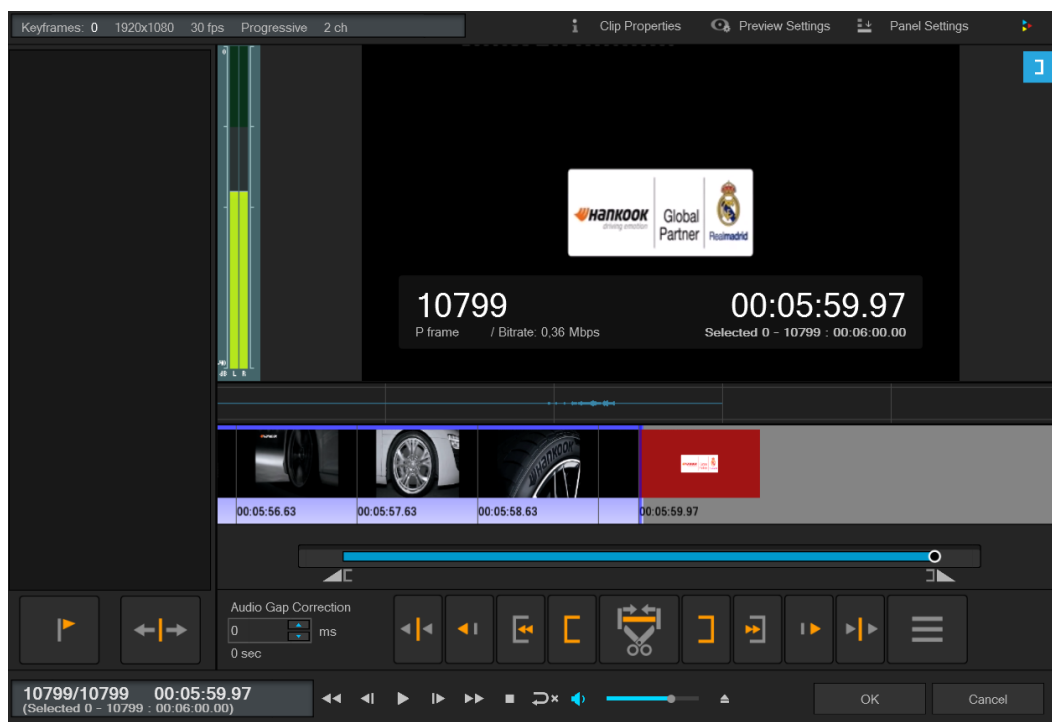 Keyframes: 0 1920x1080 30 fps Progressive 2 ch
Clip Properties
Preview Settings
Panel Settings
0
HANKOOK
driving emotion
Global
Partner
Realmadrid
10799
00:05:59.97
P frame / Bitrate: 0,36 Mbps
Selected 0 - 10799 : 00:06:00.00
dB L R
HANKOOK
00:05:56.63
00:05:57.63
00:05:58.63
00:05:59.97
Audio Gap Correction
0 ms
0 sec
10799/10799 00:05:59.97
(Selected 0 - 10799 : 00:06:00.00)
OK
Cancel